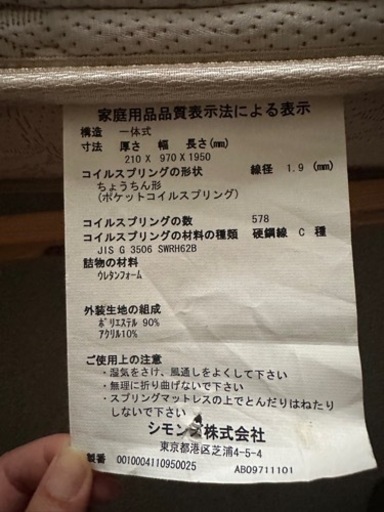 家庭用品品質表示法による表示
構造 一体式
寸法 厚さ 幅 長さ(mm)
210 X 970 X 1950
コイルスプリングの形状 線径 1.9 (mm)
ちょうちん形
(ポケットコイルスプリング)
コイルスプリングの数 578
コイルスプリングの材料の種類 硬鋼線 C 種
JIS G 3506 SWRH62B
詰物の材料
ウレタンフォーム
外装生地の組成
ポリエステル 90%
アクリル10%
ご使用上の注意
・湿気をさけ、風通しをよくして下さい
・無理に折り曲げないで下さい
・スプリングマットレスの上でとんだりはねたり
しないで下さい
シモンズ株式会社
東京都港区芝浦4-5-4
製番 0010004110950025 AB09711101